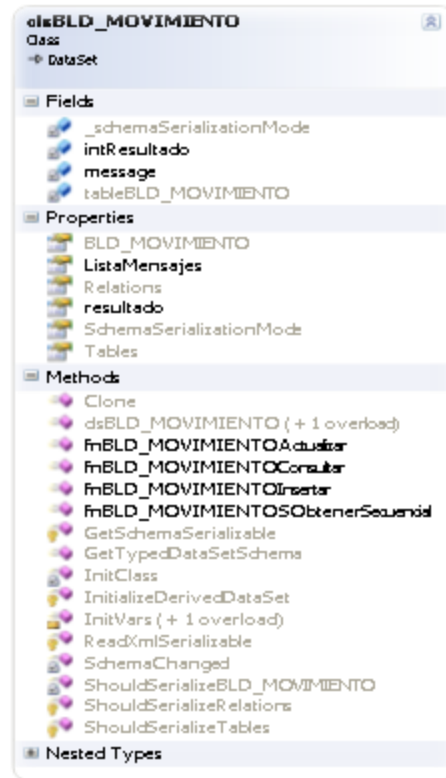 dsBLD_MOVIMIENTO
Class
DataSet
Fields
_schemaSerializationMode
intResultado
message
tableBLD_MOVIMIENTO
Properties
BLD_MOVIMIENTO
ListaMensajes
Relations
resultado
SchemaSerializationMode
Tables
Methods
Clone
dsBLD_MOVIMIENTO (+ 1 overload)
fnBLD_MOVIMIENTOActualizar
fnBLD_MOVIMIENTOConsultar
fnBLD_MOVIMIENTOInsertar
fnBLD_MOVIMIENTOSObtenerSecuencial
GetSchemaSerializable
GetTypedDataSetSchema
InitClass
InitializeDerivedDataSet
InitVars (+ 1 overload)
ReadXmlSerializable
SchemaChanged
ShouldSerializeBLD_MOVIMIENTO
ShouldSerializeRelations
ShouldSerializeTables
Nested Types